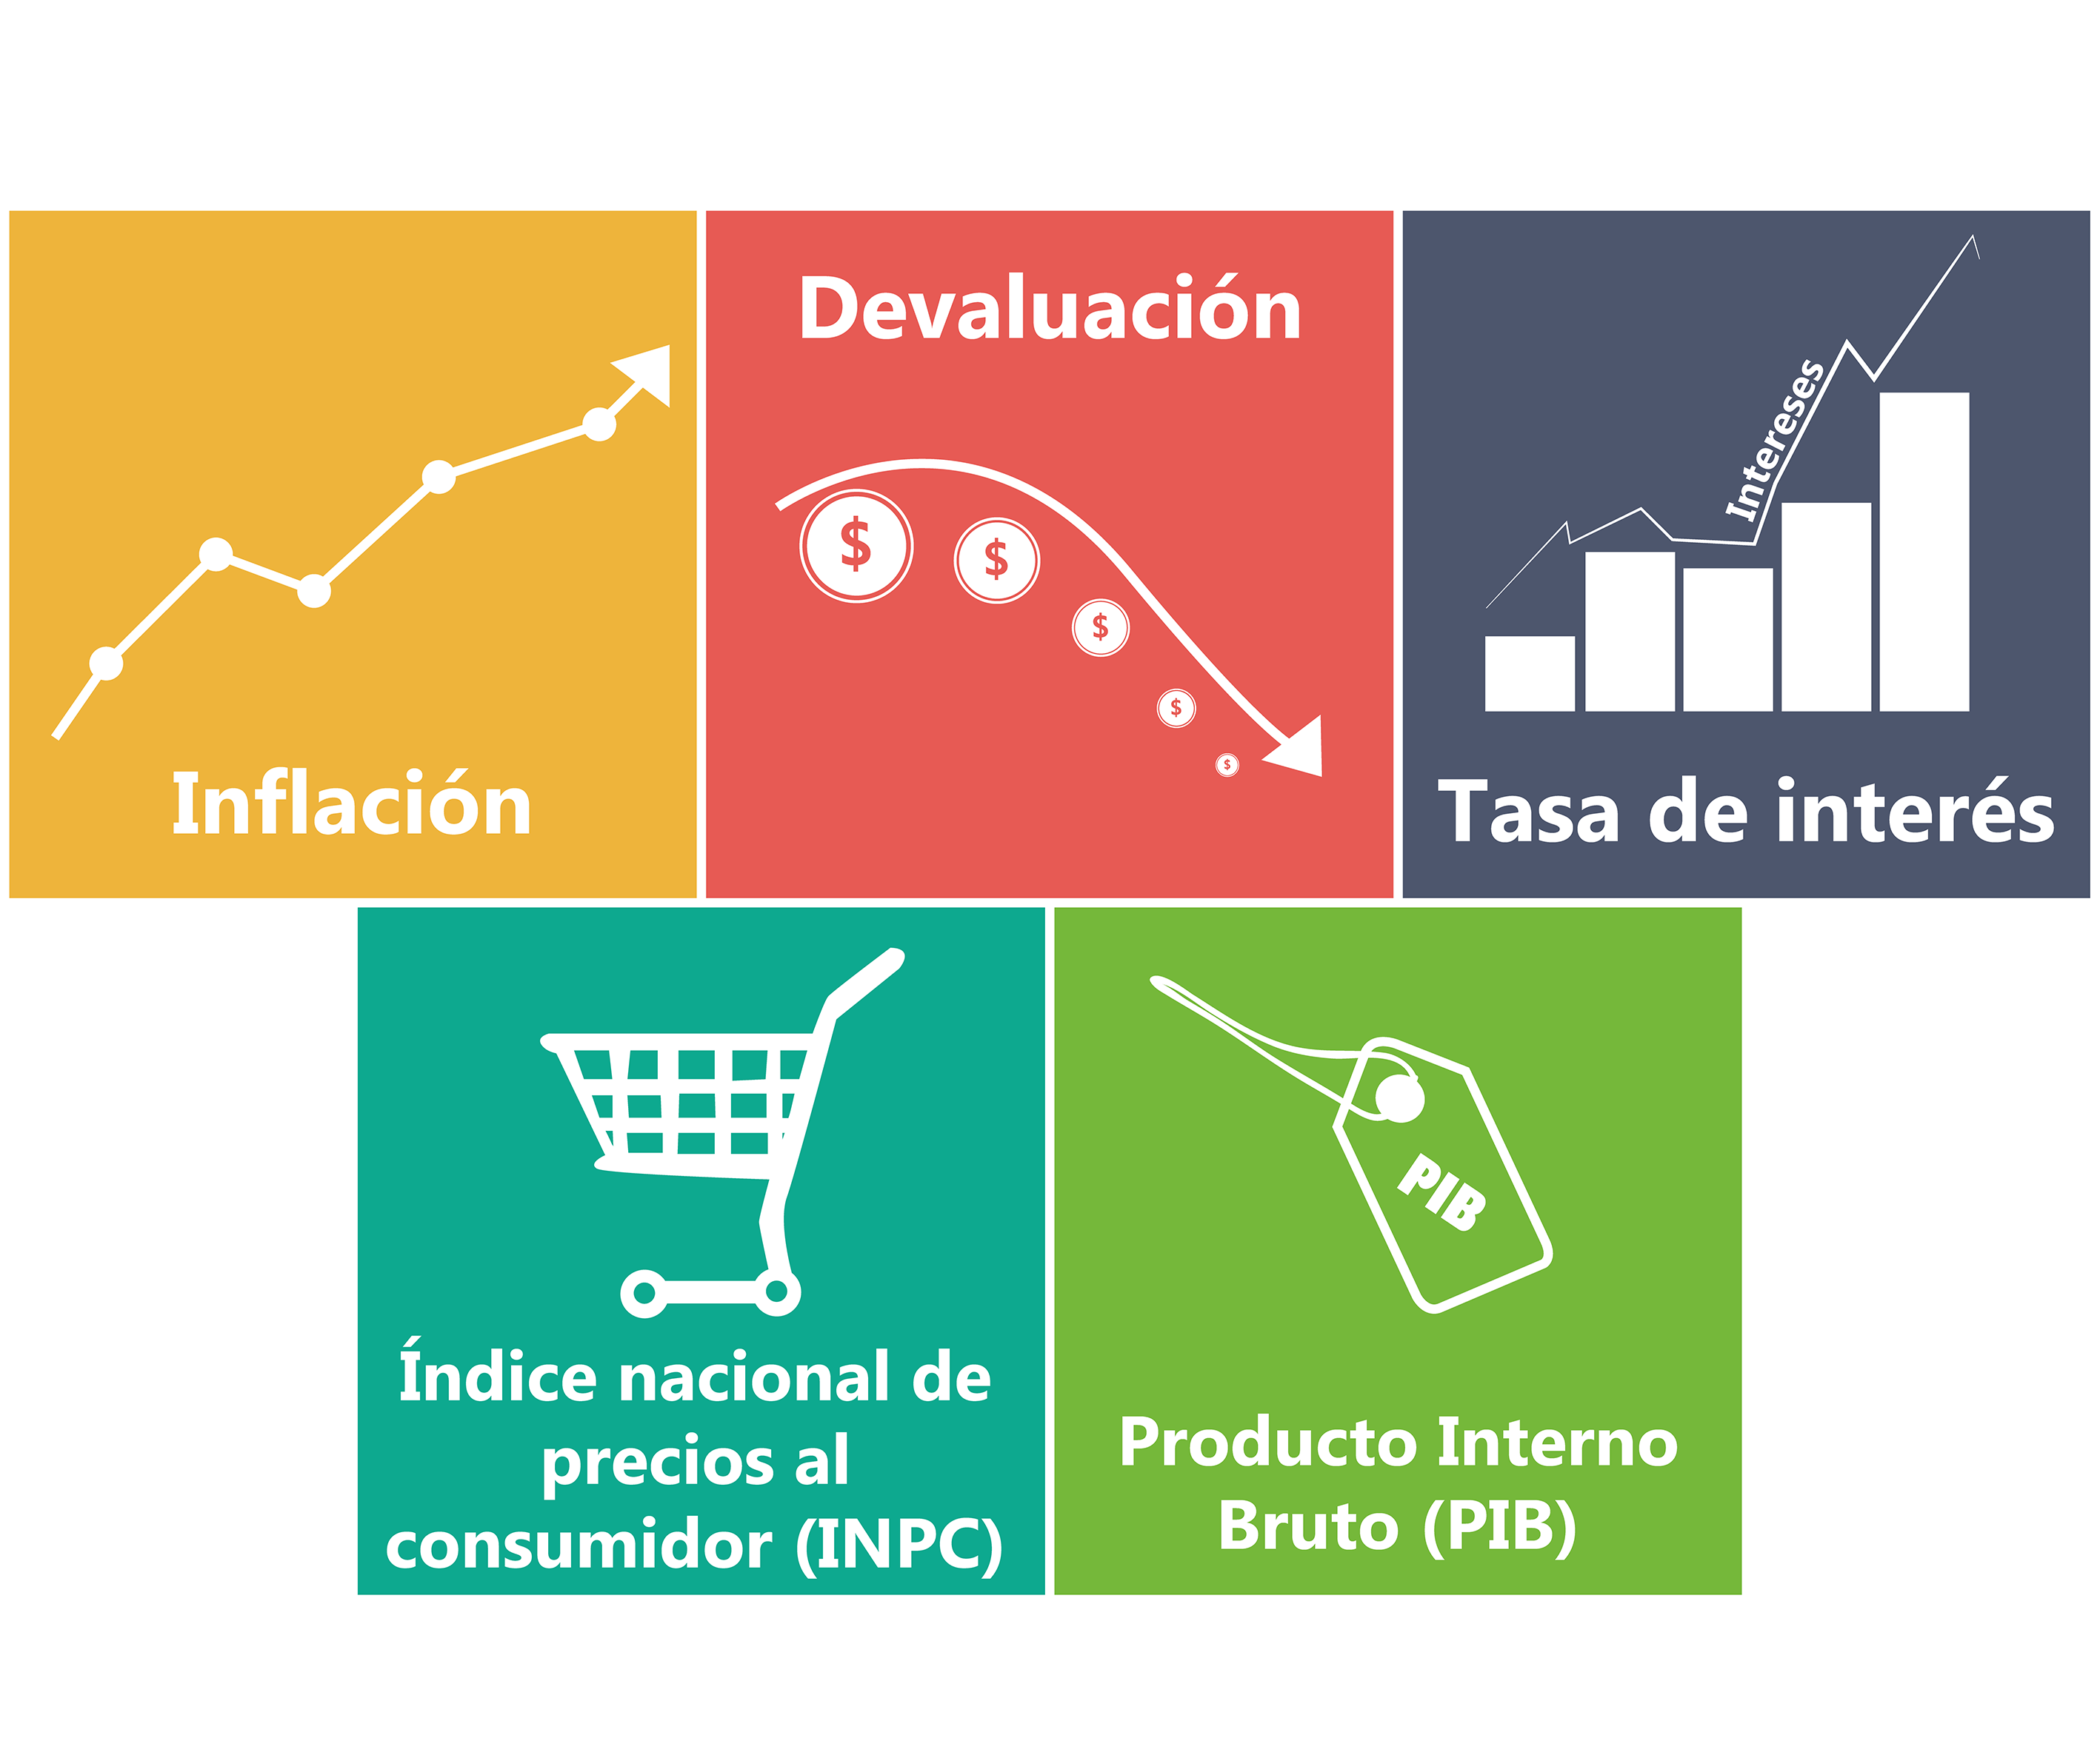 Inflación
Devaluación
$
$
$
$
$
Intereses
Tasa de interés
Índice nacional de
precios al
consumidor (INPC)
PIB
Producto Interno
Bruto (PIB)